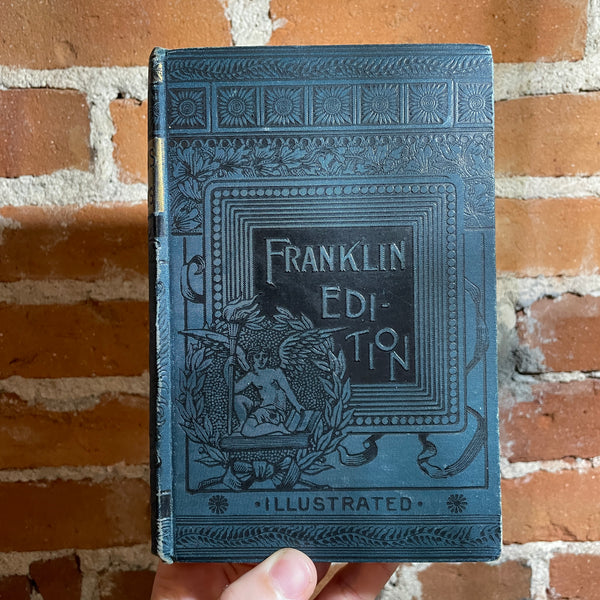 FRANKLIN
EDI-
TION
·ILLUSTRATED·